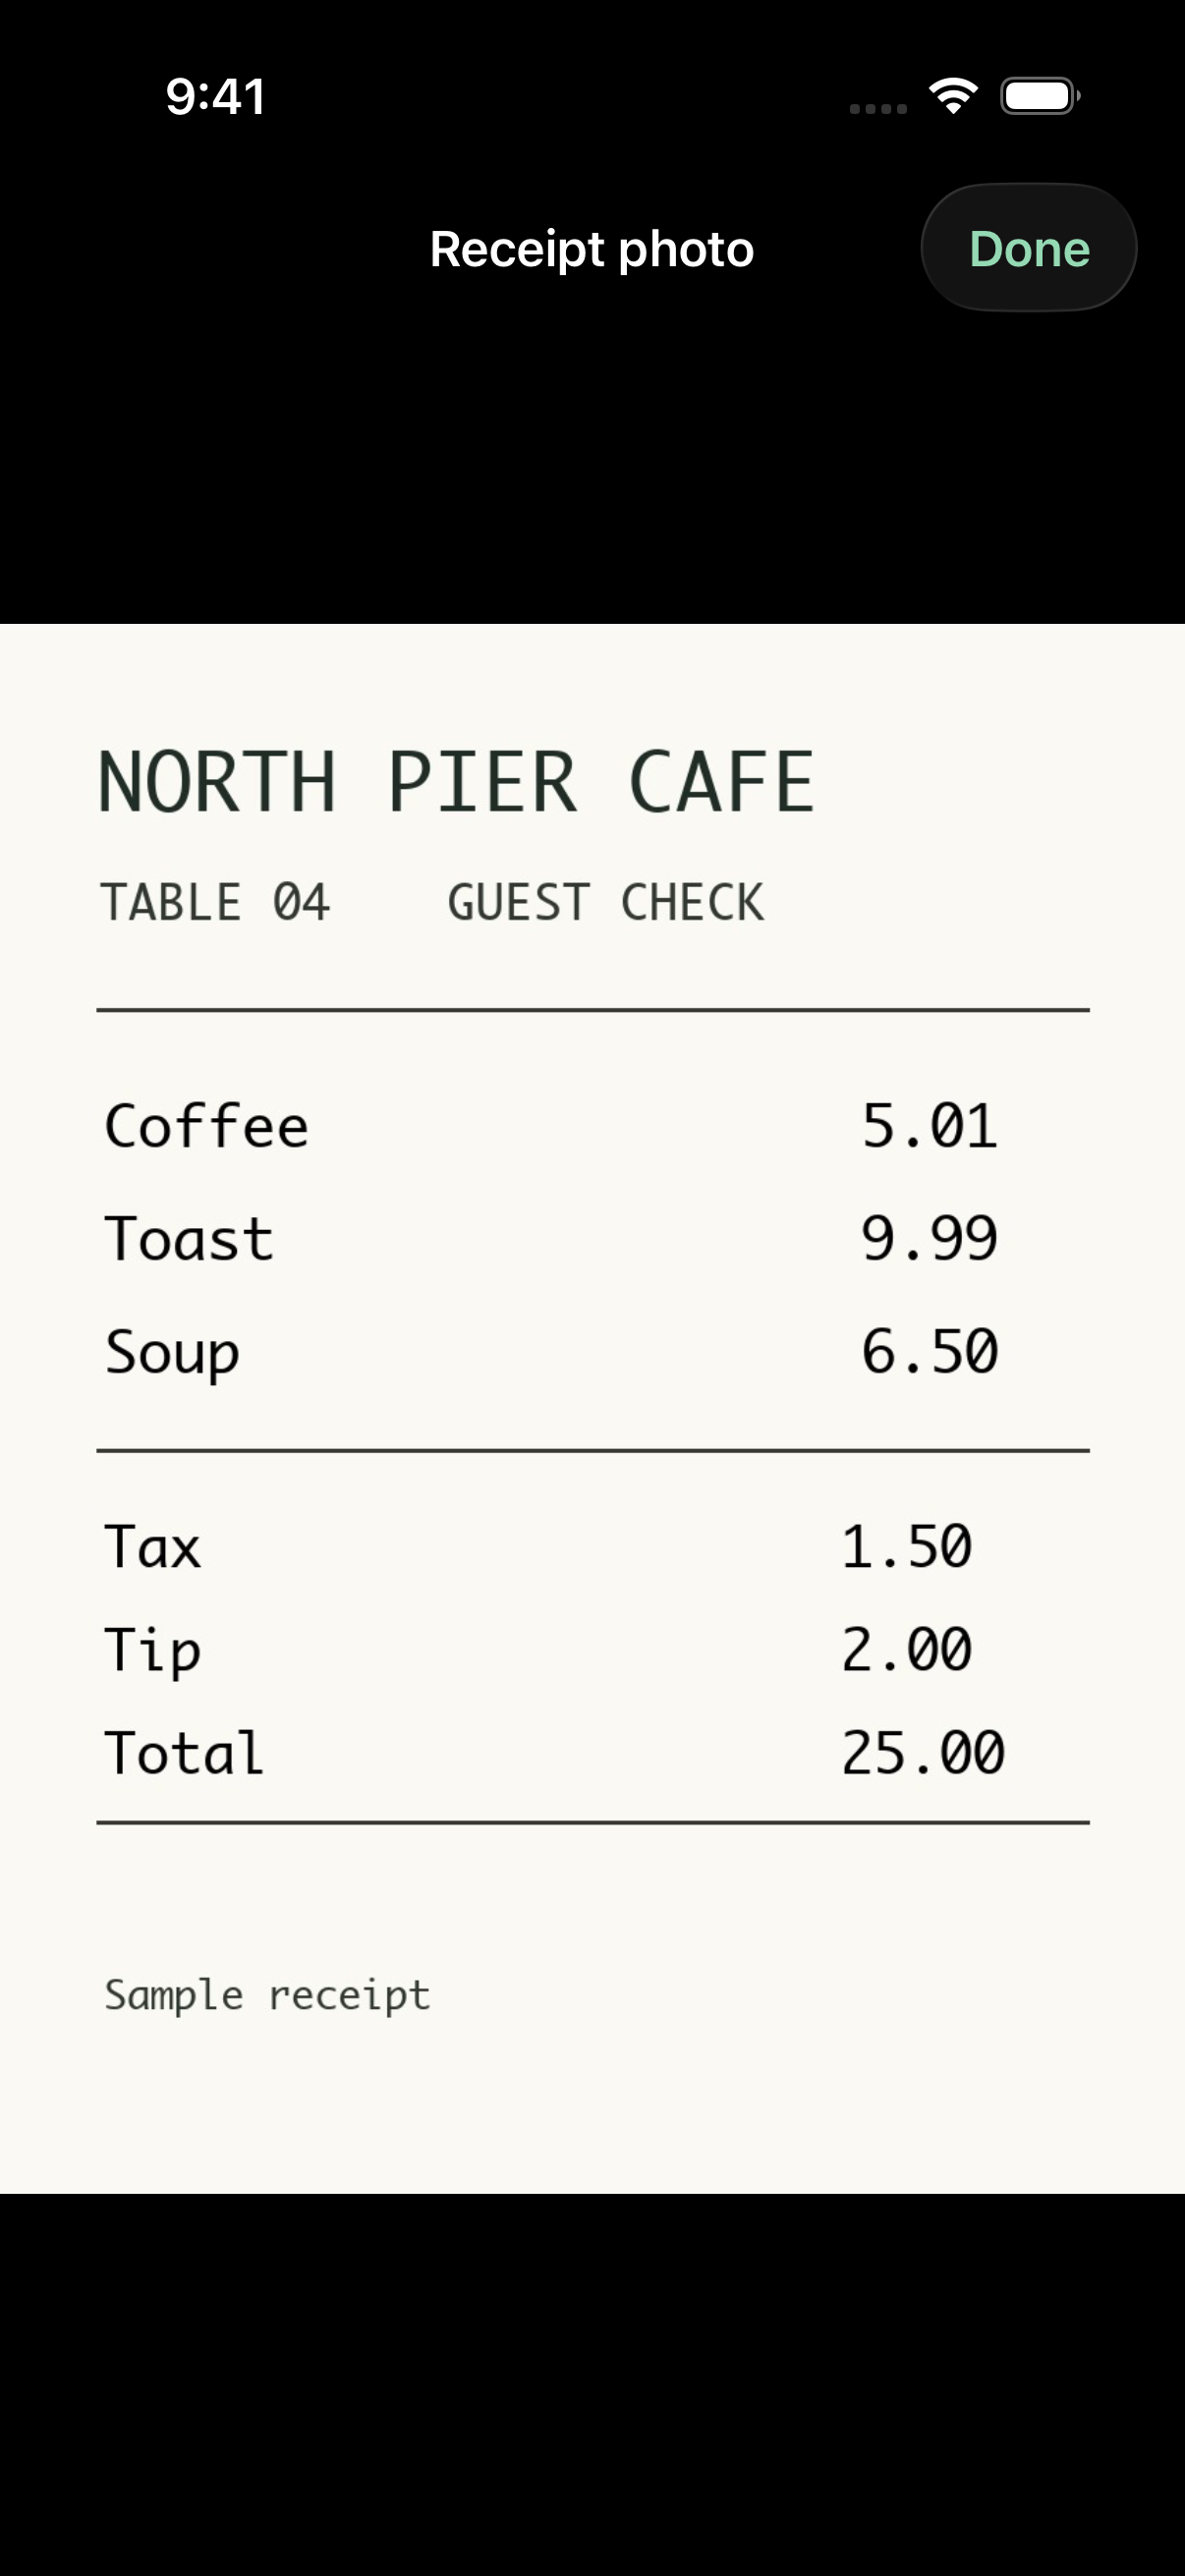 9:41
Receipt photo Done
NORTH PIER CAFE
TABLE 04 GUEST CHECK
Coffee 5.01
Toast 9.99
Soup 6.50
Tax 1.50
Tip 2.00
Total 25.00
Sample receipt